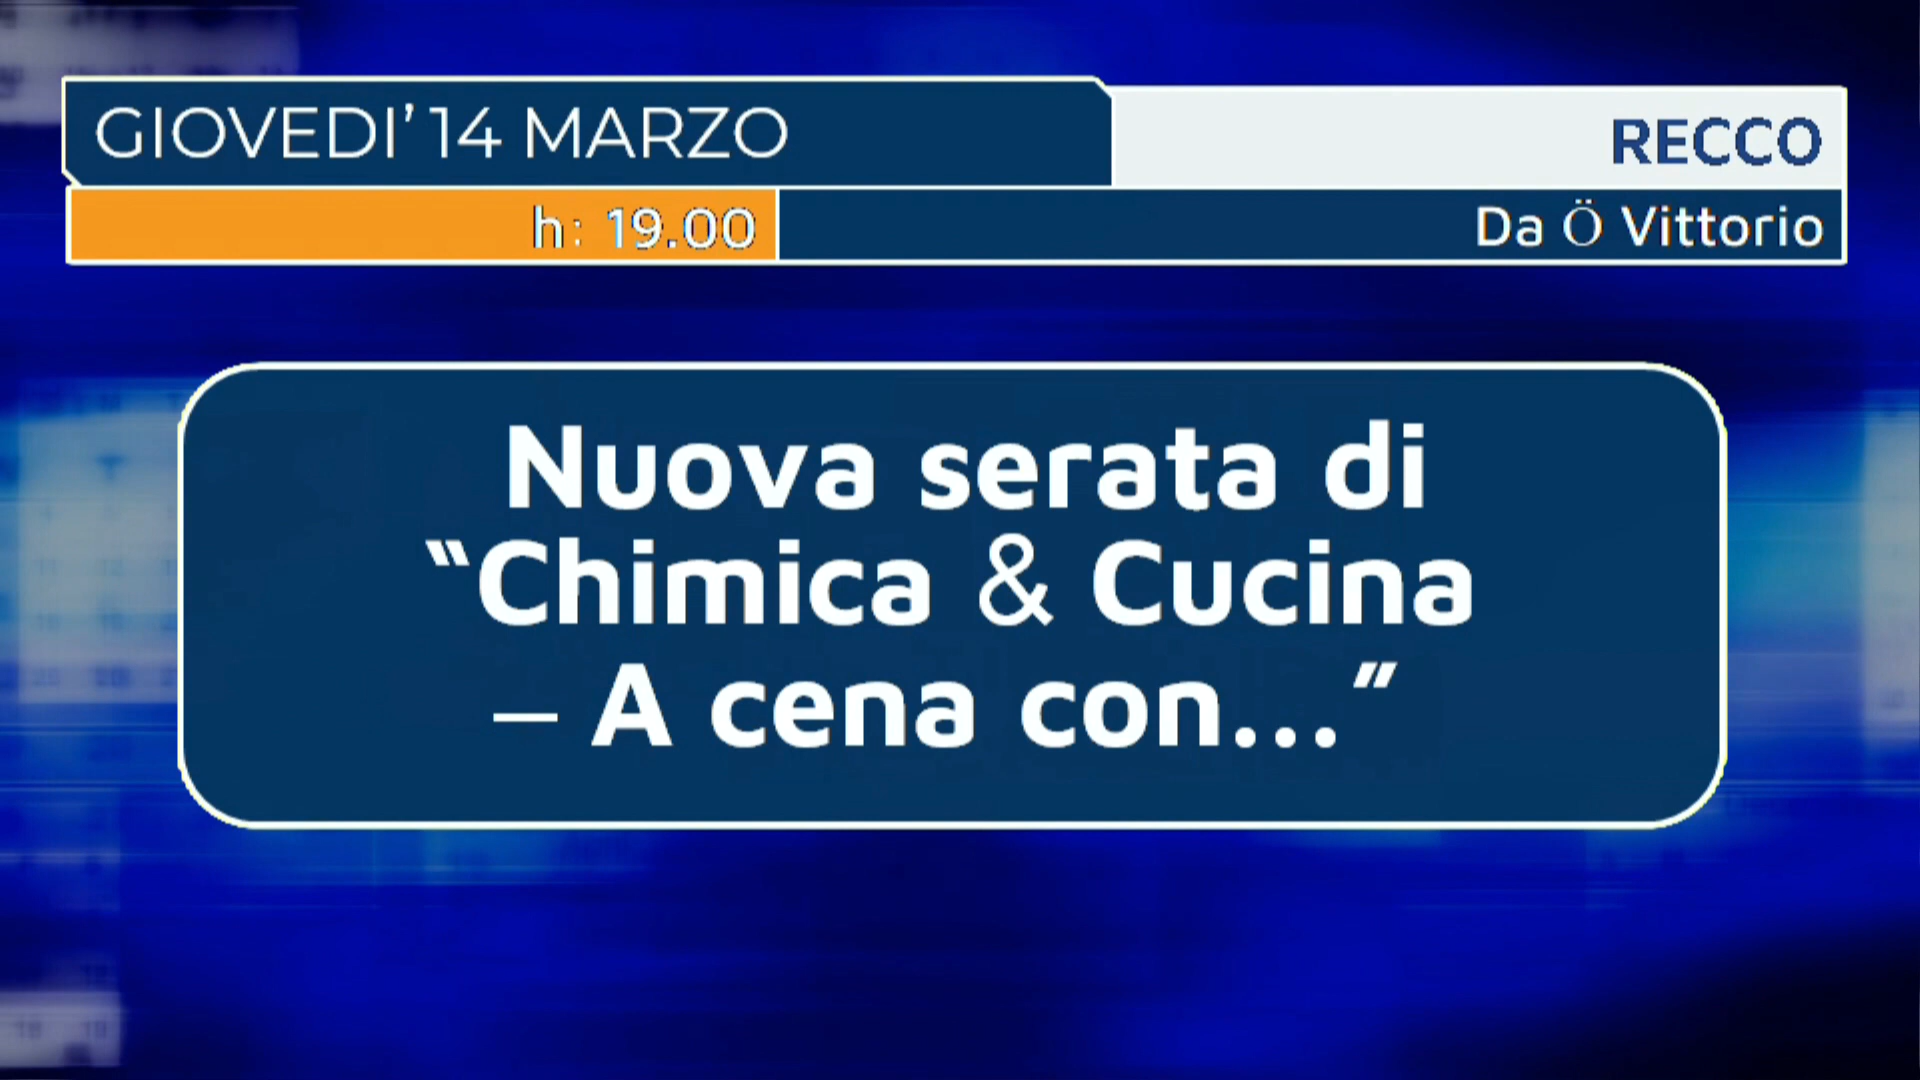 GIOVEDI’ 14 MARZO
RECCO
h: 19.00
Da Ö Vittorio
Nuova serata di
“Chimica & Cucina
– A cena con...”